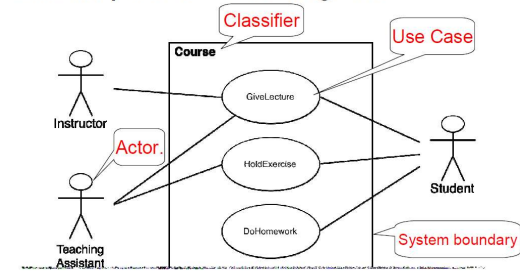 Classifier
Course
Use Case
GiveLecture
Instructor
Actor.
HoldExercise
Student
DoHomework
System boundary
Teaching
Assistant